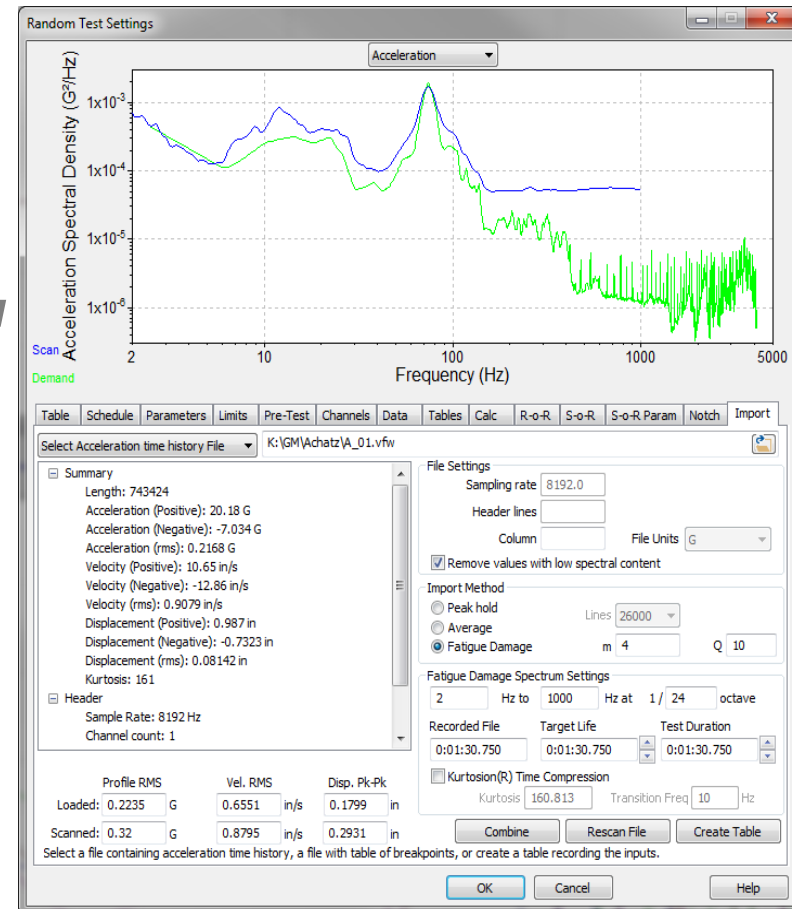 Random Test Settings
Acceleration
Acceleration Spectral Density (G²/Hz)
1x10⁻³
1x10⁻⁴
1x10⁻⁵
1x10⁻⁶
Scan
Demand
2 10 100 1000 5000
Frequency (Hz)
Table Schedule Parameters Limits Pre-Test Channels Data Tables Calc R-o-R S-o-R S-o-R Param Notch Import
Select Acceleration time history File K:\GM\Achatz\A_01.vfw
Summary
Length: 743424
Acceleration (Positive): 20.18 G
Acceleration (Negative): -7.034 G
Acceleration (rms): 0.2168 G
Velocity (Positive): 10.65 in/s
Velocity (Negative): -12.86 in/s
Velocity (rms): 0.9079 in/s
Displacement (Positive): 0.987 in
Displacement (Negative): -0.7323 in
Displacement (rms): 0.08142 in
Kurtosis: 161
Header
Sample Rate: 8192 Hz
Channel count: 1
File Settings
Sampling rate 8192.0
Header lines
Column File Units G
Remove values with low spectral content
Import Method
Peak hold
Average
Lines 26000
Fatigue Damage m 4 Q 10
Fatigue Damage Spectrum Settings
2 Hz to 1000 Hz at 1 / 24 octave
Recorded File Target Life Test Duration
0:01:30.750 0:01:30.750 0:01:30.750
Kurtosion(R) Time Compression
Kurtosis 160.813 Transition Freq 10 Hz
Profile RMS Vel. RMS Disp. Pk-Pk
Loaded: 0.2235 G 0.6551 in/s 0.1799 in
Scanned: 0.32 G 0.8795 in/s 0.2931 in
Combine Rescan File Create Table
Select a file containing acceleration time history, a file with table of breakpoints, or create a table recording the inputs.
OK Cancel Help